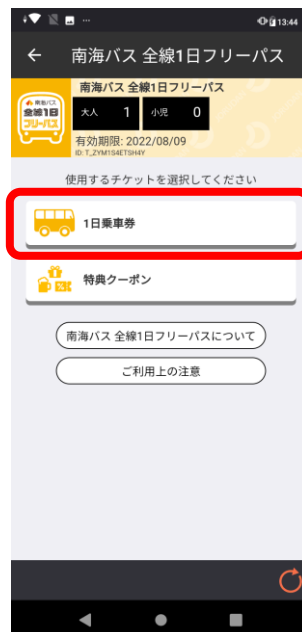 13:44
南海バス 全線1日フリーパス
南海バス 全線1日フリーパス
南海バス
全線1日
フリーパス
大人 1 小児 0
有効期限: 2022/08/09
ID: T_ZYM1S4ETSH4Y
使用するチケットを選択してください
1日乗車券
特典クーポン
南海バス 全線1日フリーパスについて
ご利用上の注意